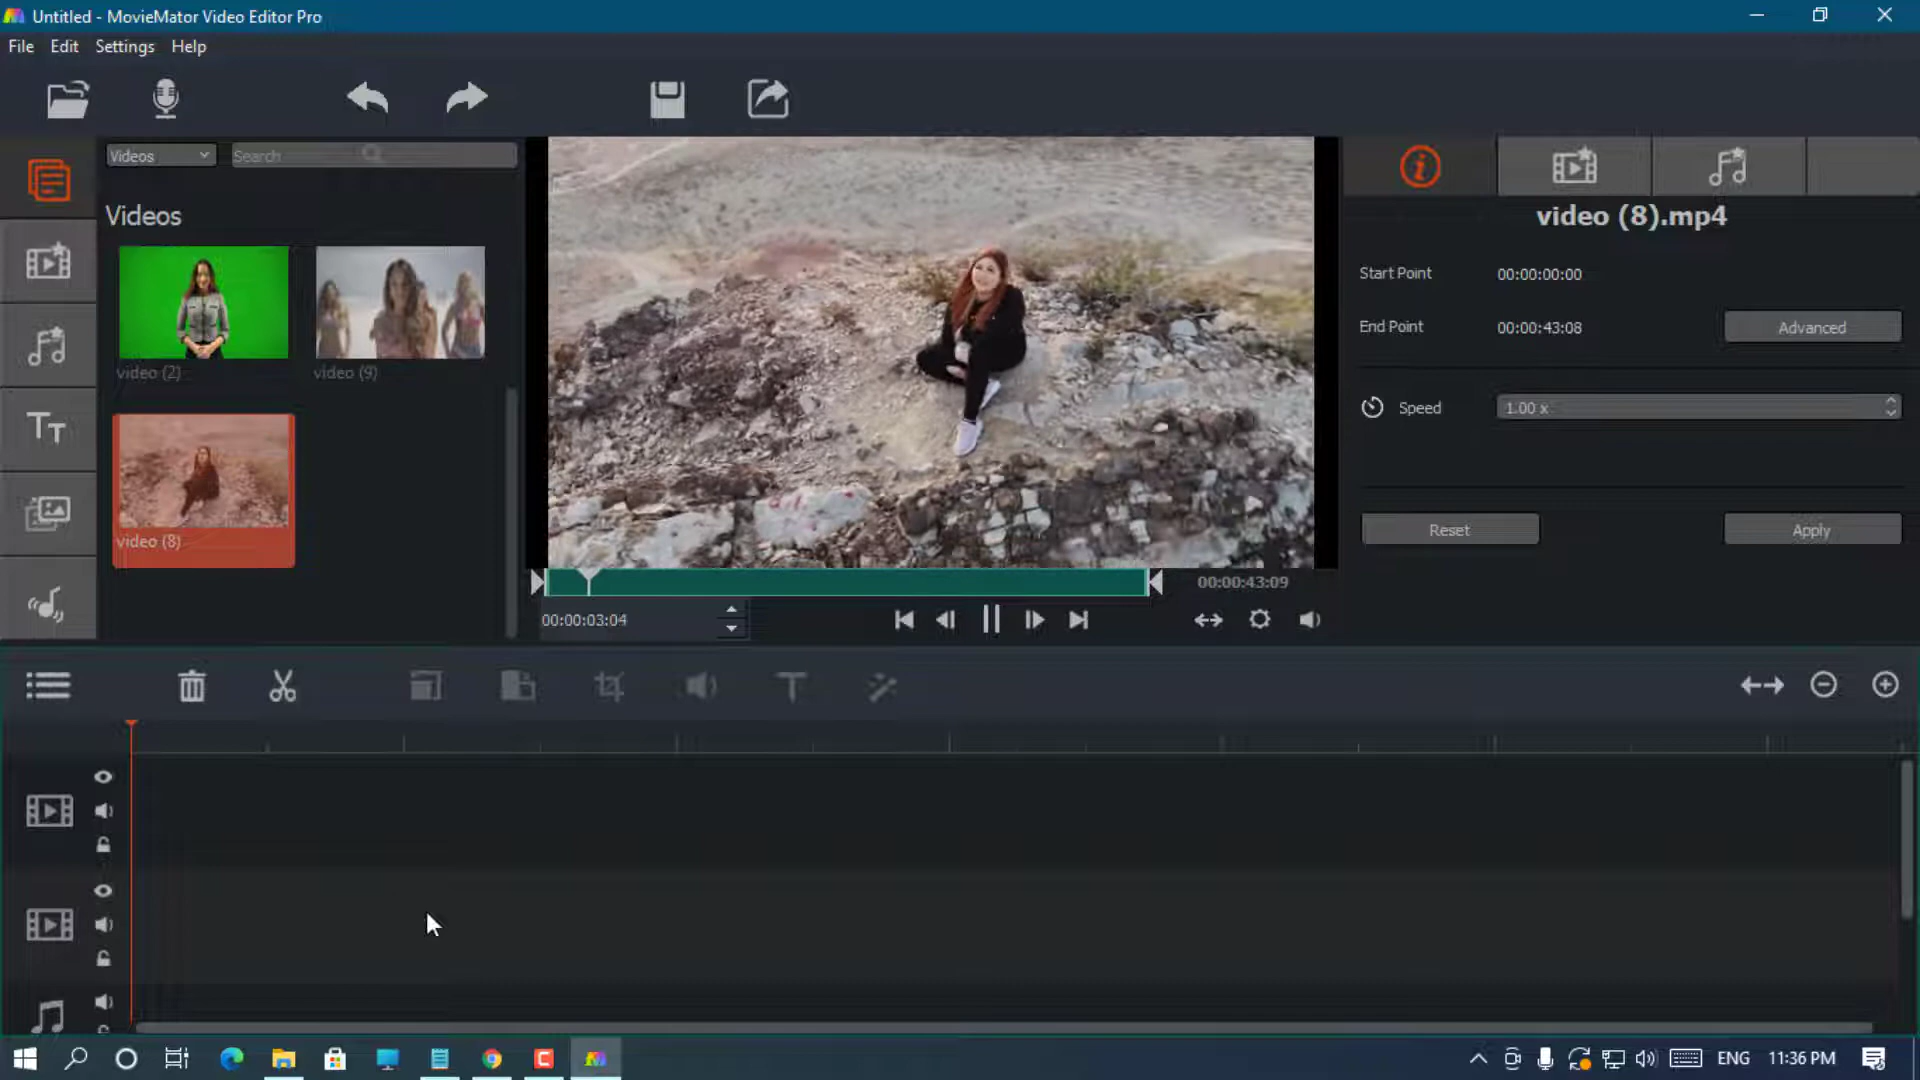 Untitled - MovieMator Video Editor Pro
File Edit Settings Help
Videos
Search
Videos
video (2)
video (9)
video (8)
00:00:03:04
00:00:43:09
video (8).mp4
Start Point 00:00:00:00
End Point 00:00:43:08
Advanced
Speed 1.00 x
Reset
Apply
ENG 11:36 PM